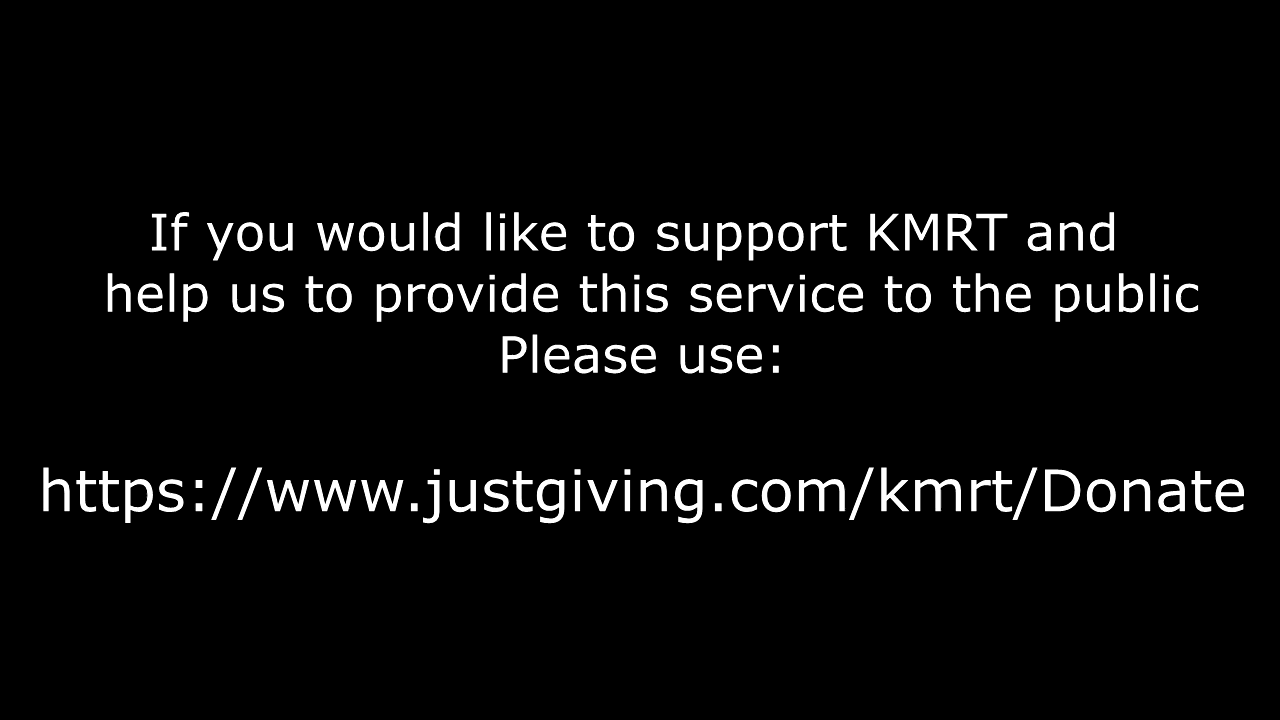 If you would like to support KMRT and
help us to provide this service to the public
Please use:
https://www.justgiving.com/kmrt/Donate